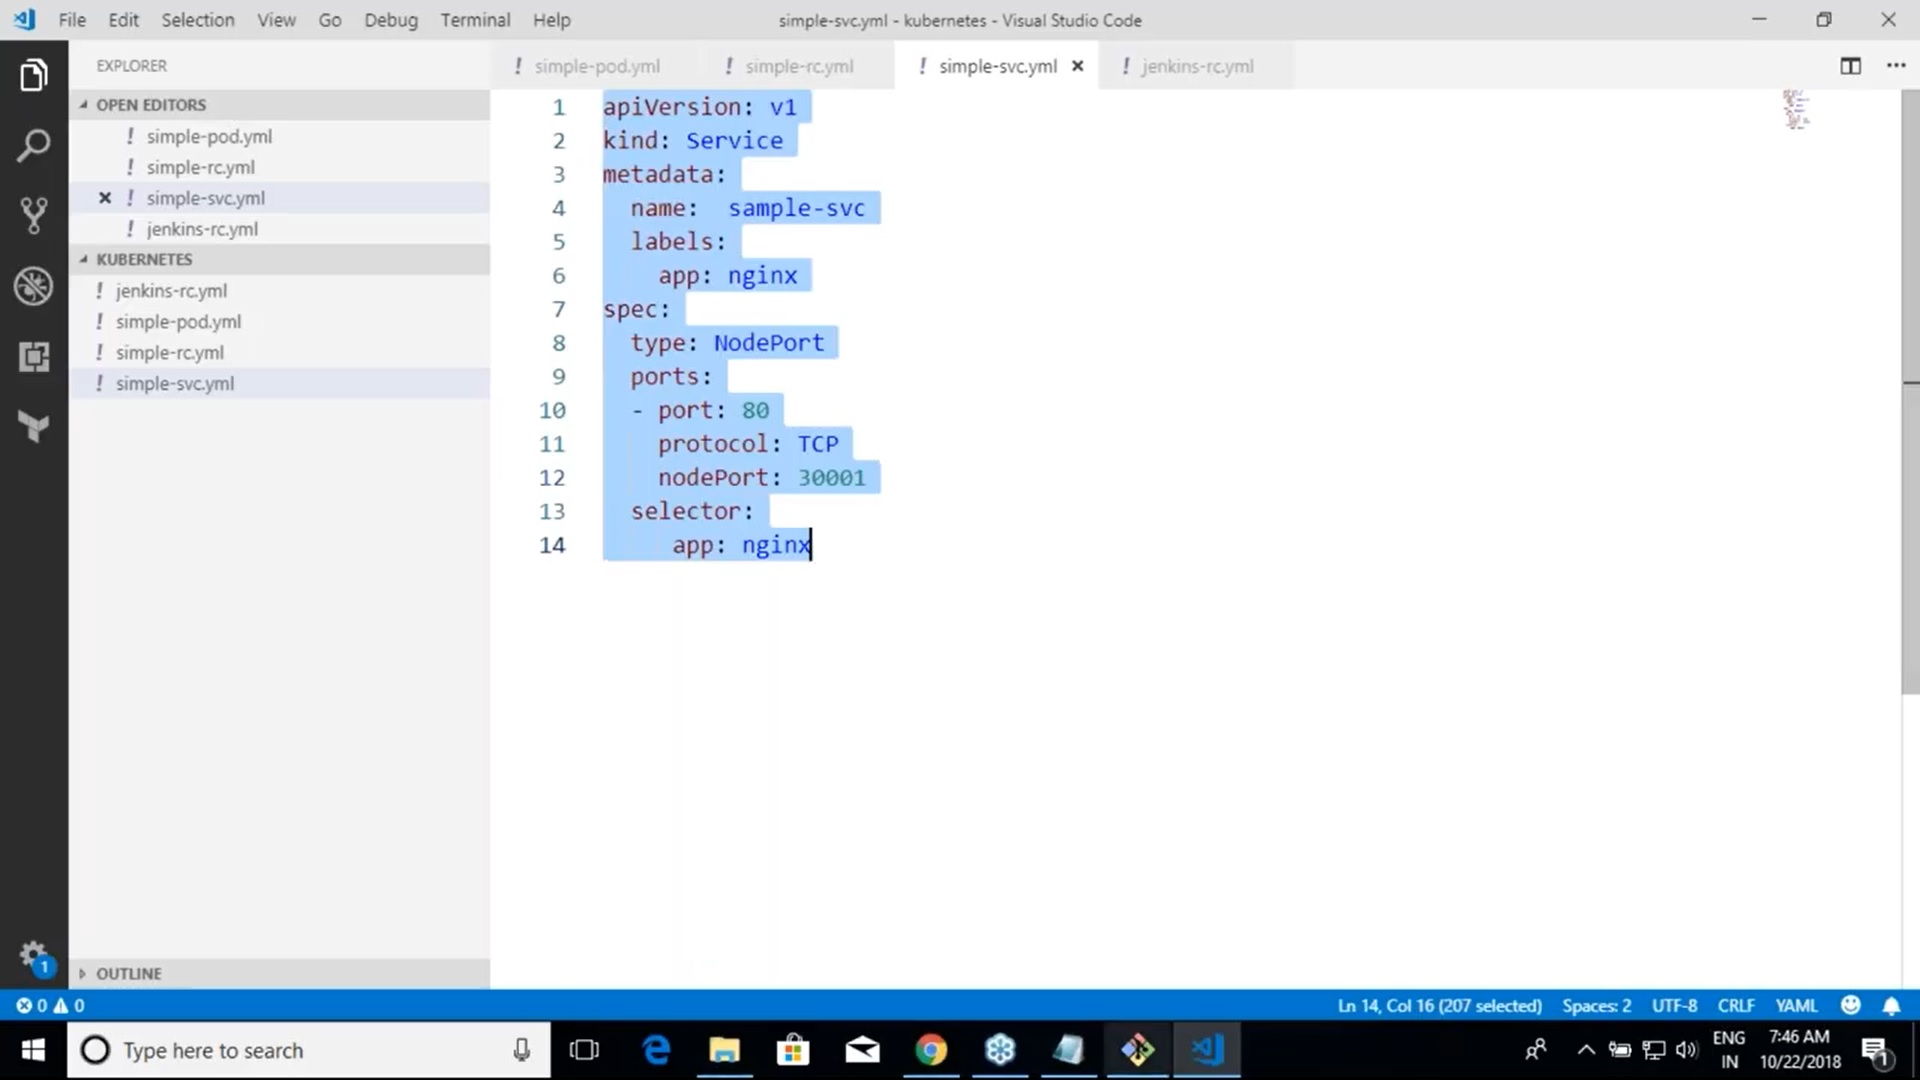 File Edit Selection View Go Debug Terminal Help simple-svc.yml - kubernetes - Visual Studio Code
EXPLORER
OPEN EDITORS
! simple-pod.yml
! simple-rc.yml
! simple-svc.yml
! jenkins-rc.yml
KUBERNETES
! jenkins-rc.yml
! simple-pod.yml
! simple-rc.yml
! simple-svc.yml
OUTLINE
! simple-pod.yml ! simple-rc.yml ! simple-svc.yml ! jenkins-rc.yml
1 apiVersion: v1
2 kind: Service
3 metadata:
4 name:  sample-svc
5 labels:
6 app: nginx
7 spec:
8 type: NodePort
9 ports:
10 - port: 80
11 protocol: TCP
12 nodePort: 30001
13 selector:
14 app: nginx
1
0 0 Ln 14, Col 16 (207 selected) Spaces: 2 UTF-8 CRLF YAML
Type here to search
ENG
IN
7:46 AM
10/22/2018
1